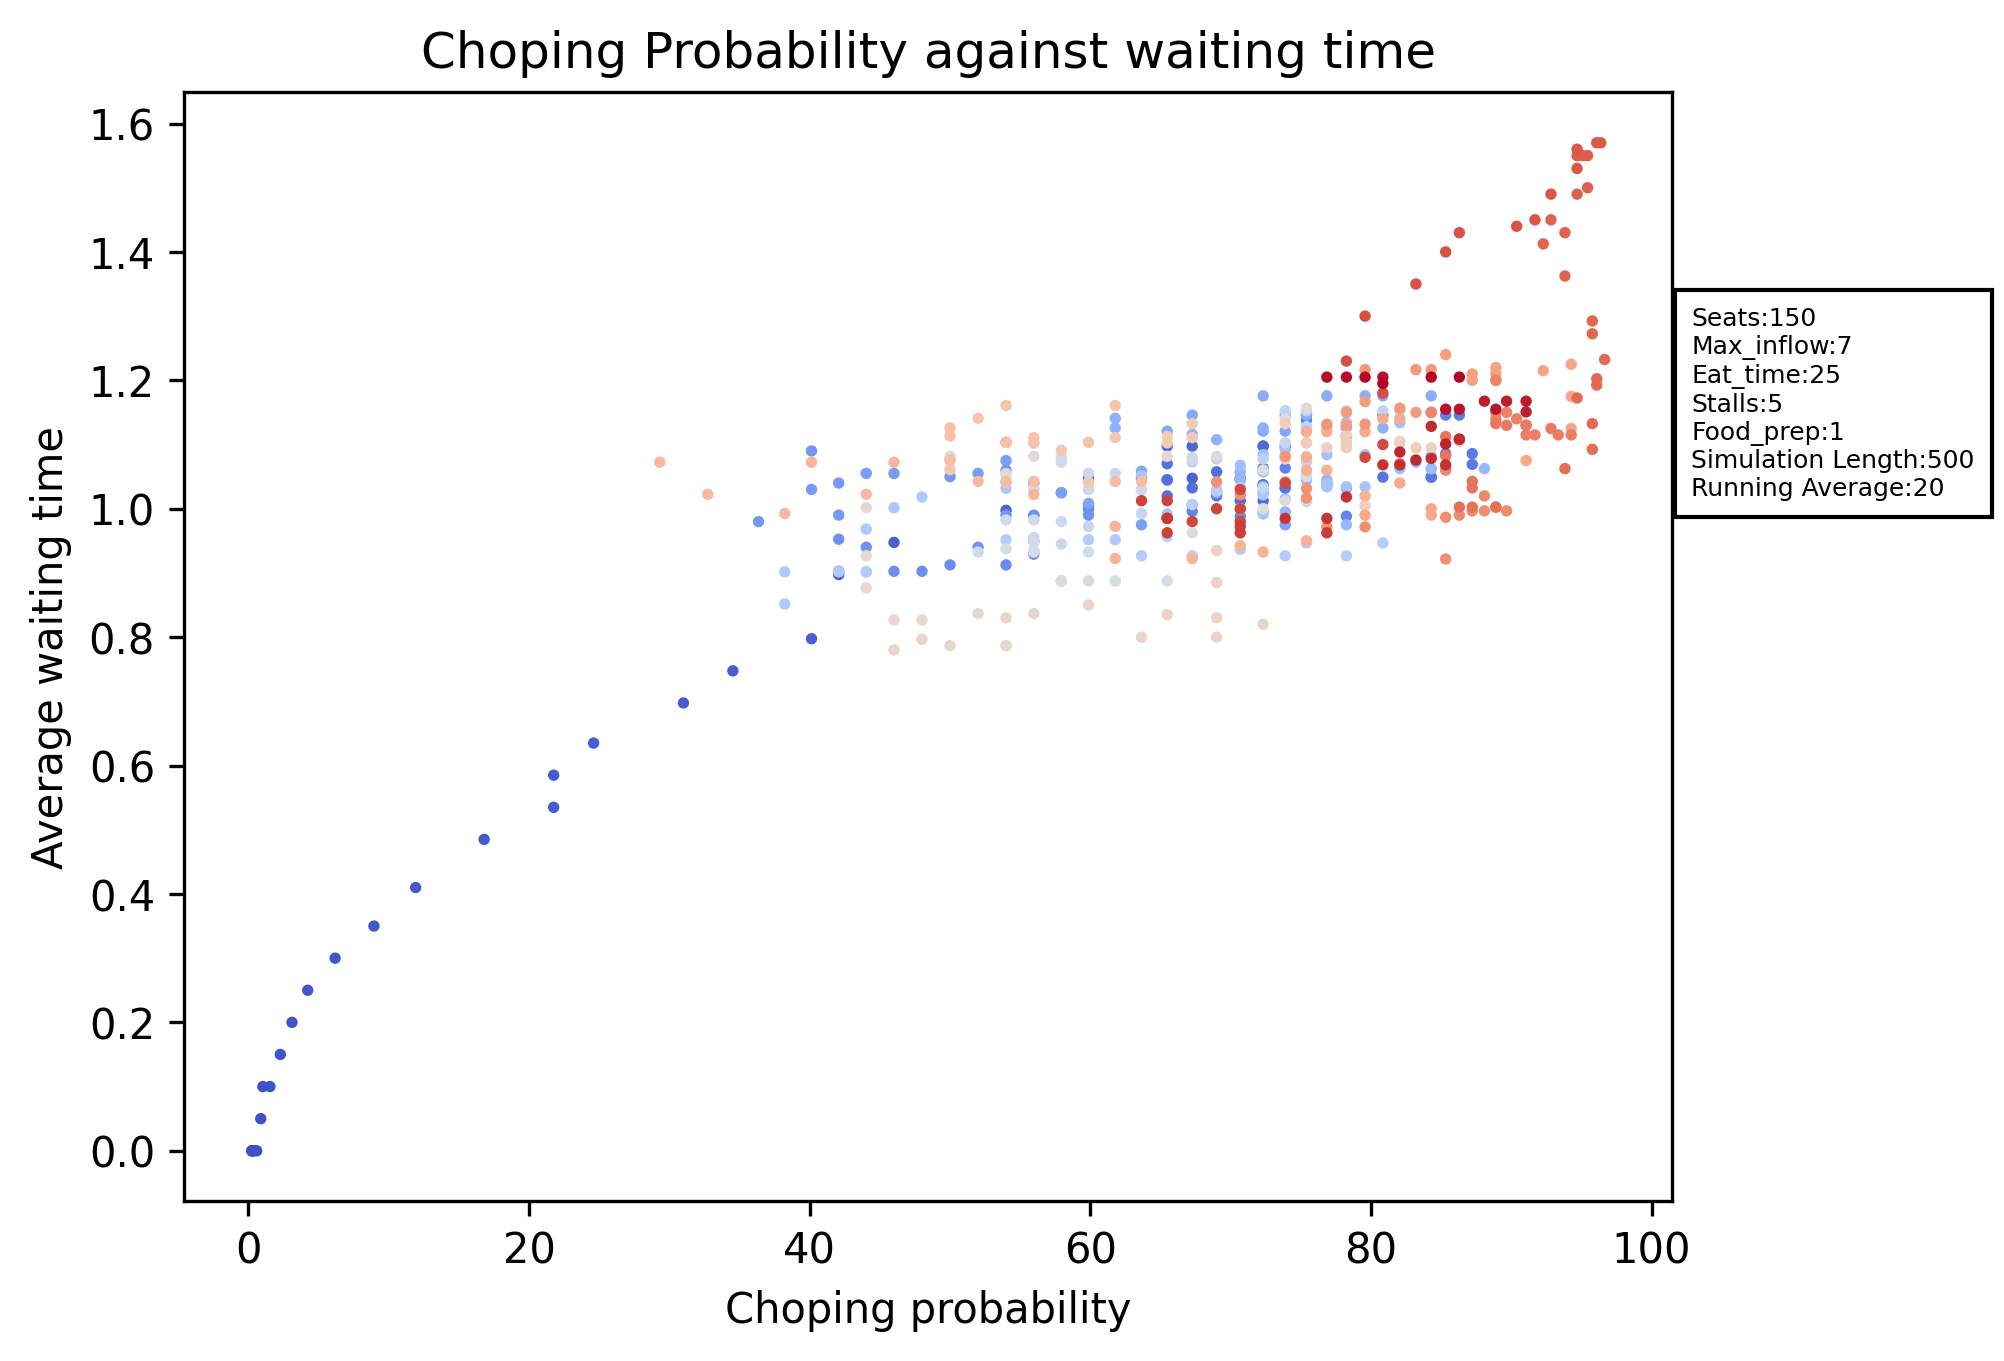 Choping Probability against waiting time
1.6
1.4
1.2
1.0
0.8
0.6
0.4
0.2
0.0
Average waiting time
0 20 40 60 80 100
Choping probability
Seats:150
Max_inflow:7
Eat_time:25
Stalls:5
Food_prep:1
Simulation Length:500
Running Average:20